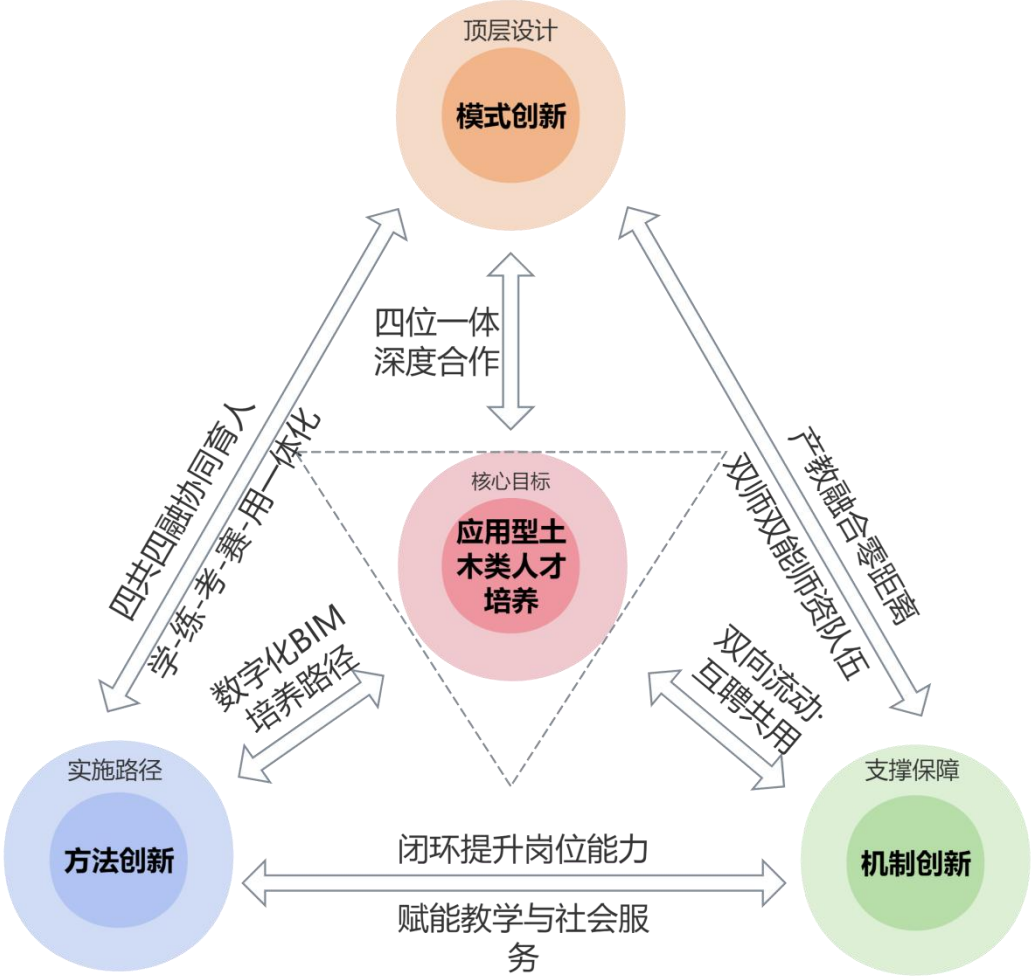 顶层设计
模式创新
四位一体
深度合作
四共四融协同育人
学-练-考-赛-用一体化
产教融合零距离
双师双能师资队伍
核心目标
应用型土
木类人才
培养
数字化BIM
培养路径
双向流动·
互聘共用
实施路径
方法创新
支撑保障
机制创新
闭环提升岗位能力
赋能教学与社会服
务